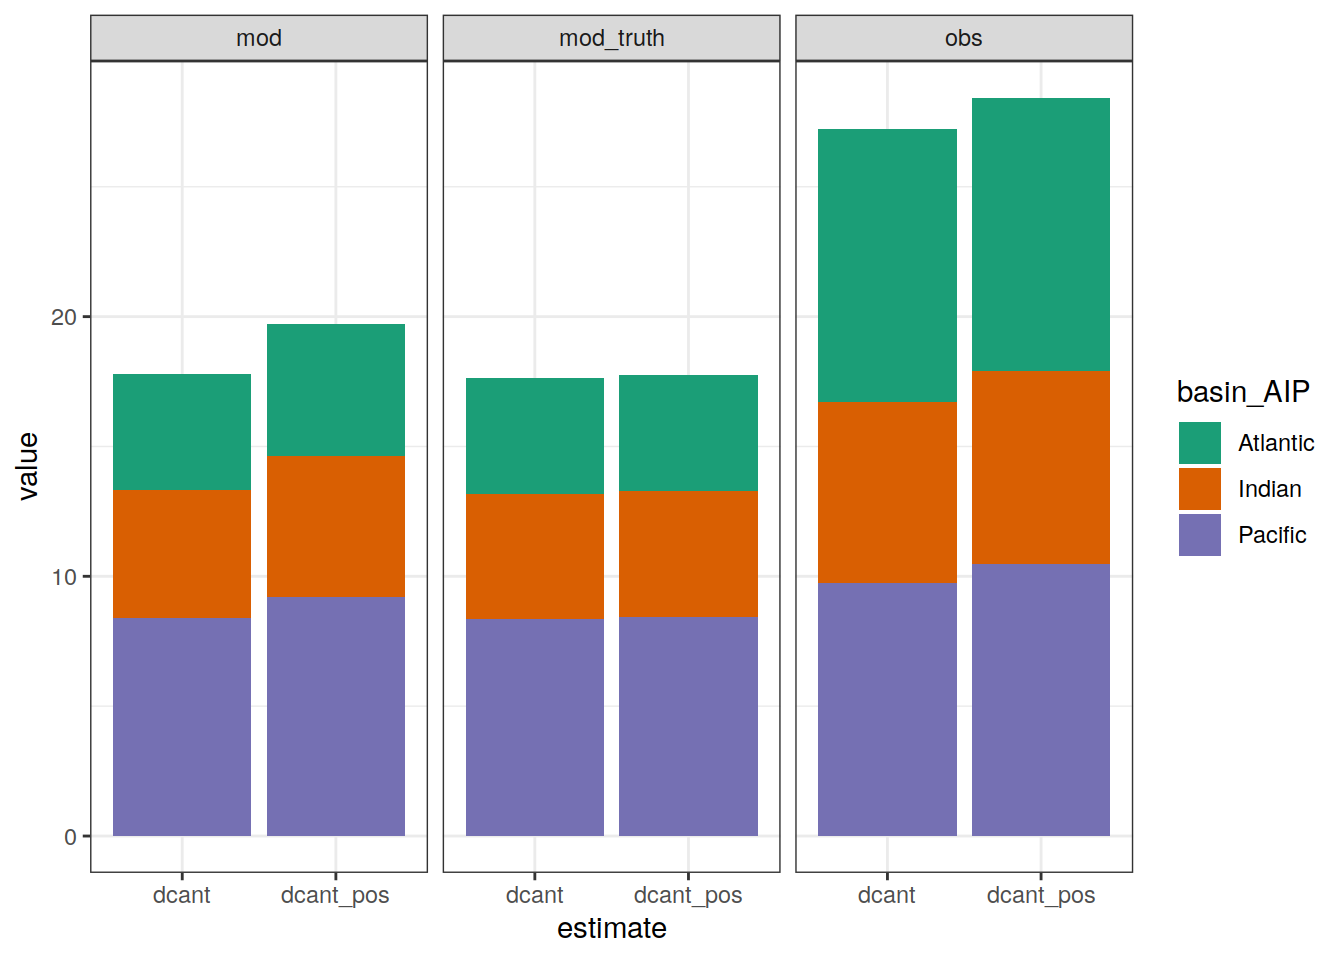 mod
mod_truth
obs
20
10
0
value
dcant
dcant_pos
dcant
dcant_pos
dcant
dcant_pos
estimate
basin_AIP
Atlantic
Indian
Pacific